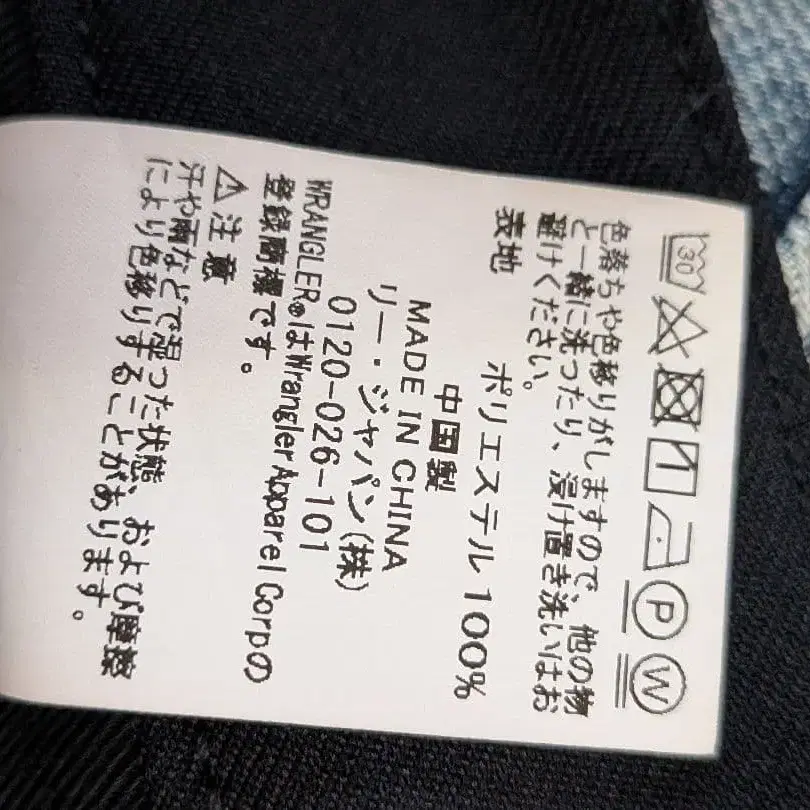 30
P W
色落ちや色移りがしますので、他の物
と一緒に洗ったり、浸け置き洗いはお
避けください。
表地
ポリエステル 100%
中国製
MADE IN CHINA
リー・ジャパン(株)
0120-026-101
WRANGLER®はWrangler Apparel Corpの
登録商標です。
⚠注意
汗や雨などで湿った状態、および摩擦
により色移りすることがあります。